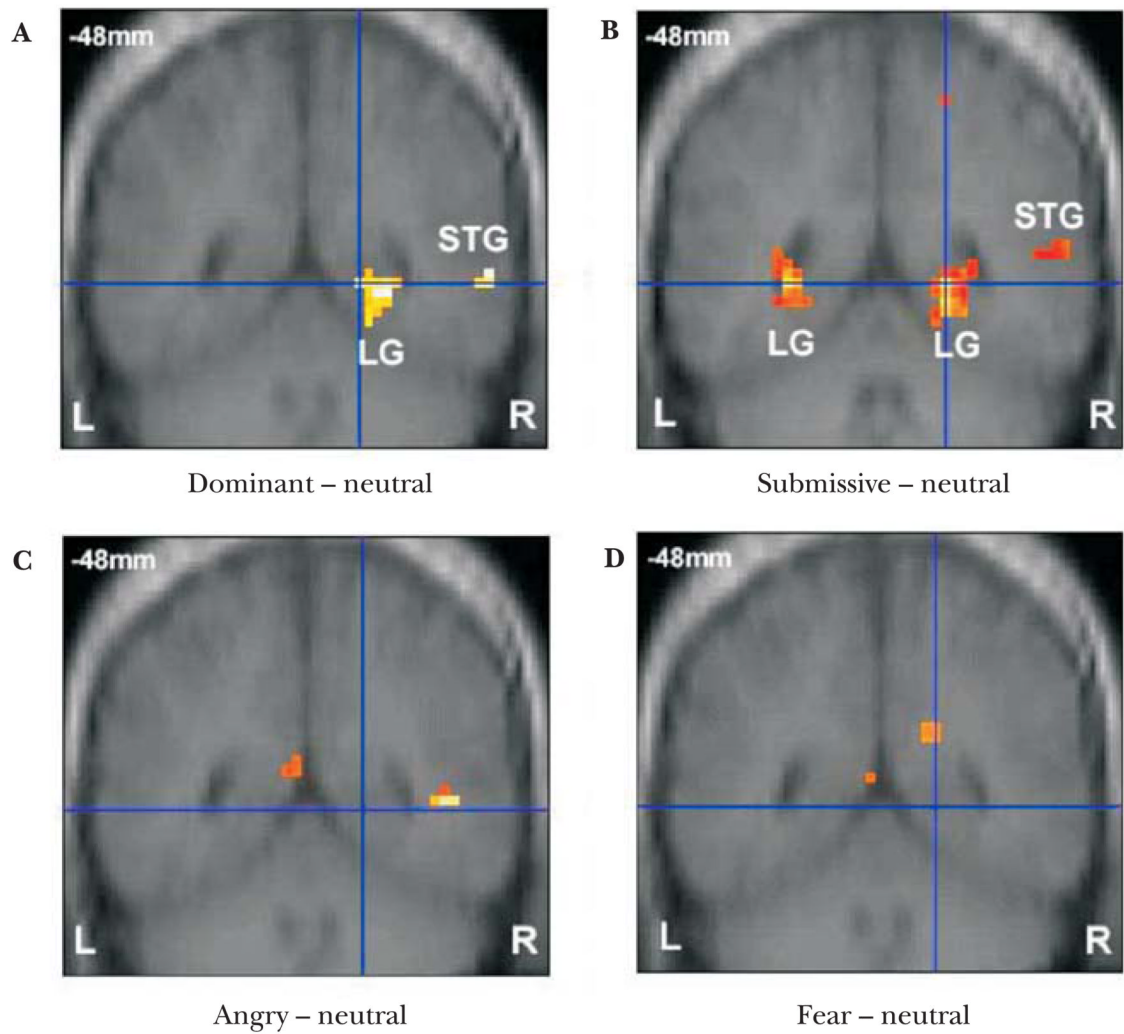 A
-48mm
STG
LG
L
R
Dominant – neutral
B
-48mm
STG
LG
LG
L
R
Submissive – neutral
C
-48mm
L
R
Angry – neutral
D
-48mm
L
R
Fear – neutral